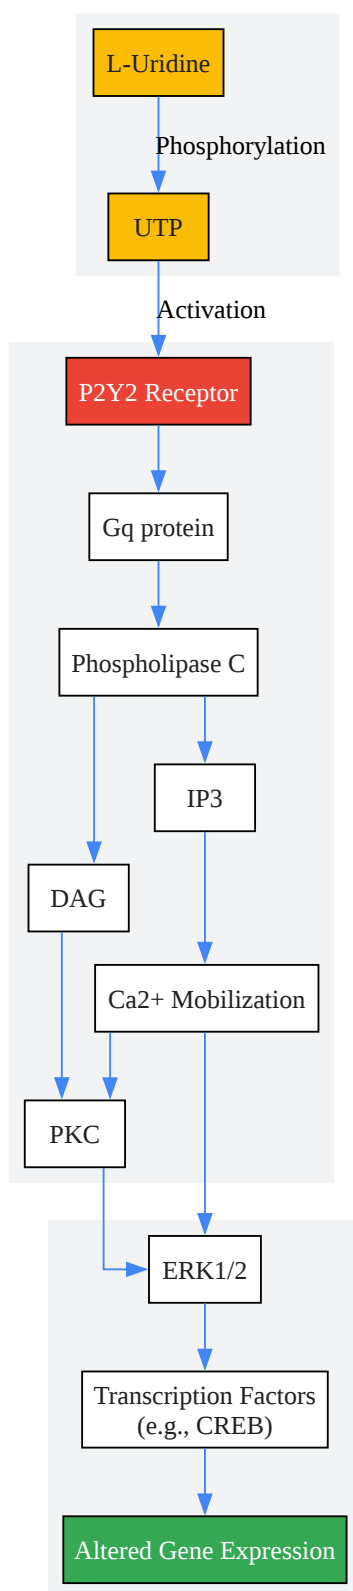 L-Uridine
Phosphorylation
UTP
Activation
P2Y2 Receptor
Gq protein
Phospholipase C
IP3
DAG
Ca2+ Mobilization
PKC
ERK1/2
Transcription Factors
(e.g., CREB)
Altered Gene Expression